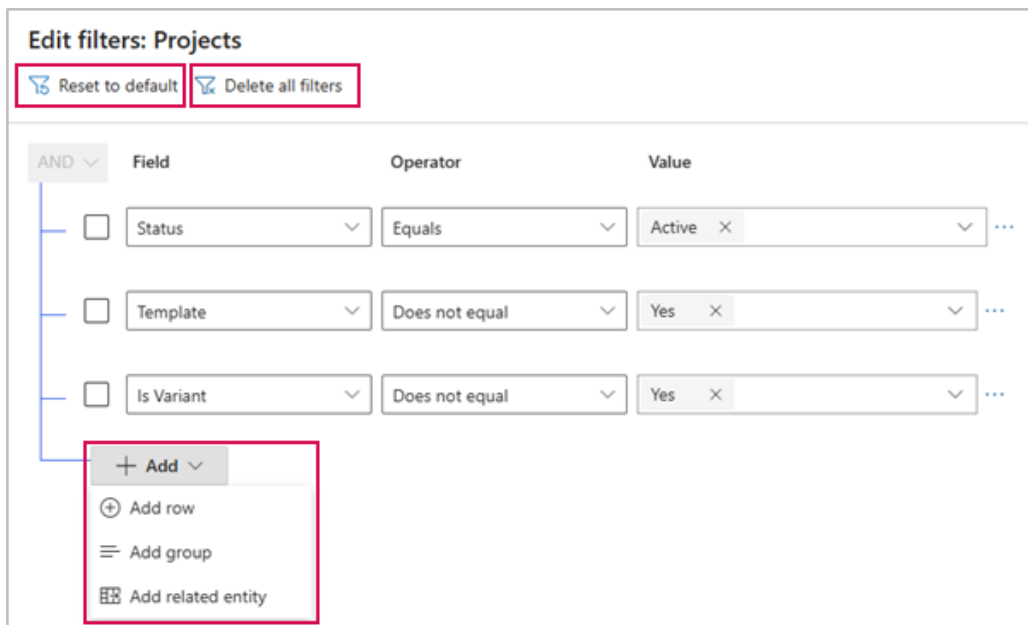 Edit filters: Projects
Reset to default Delete all filters
AND Field Operator Value
Status Equals Active
Template Does not equal Yes
Is Variant Does not equal Yes
Add
Add row
Add group
Add related entity